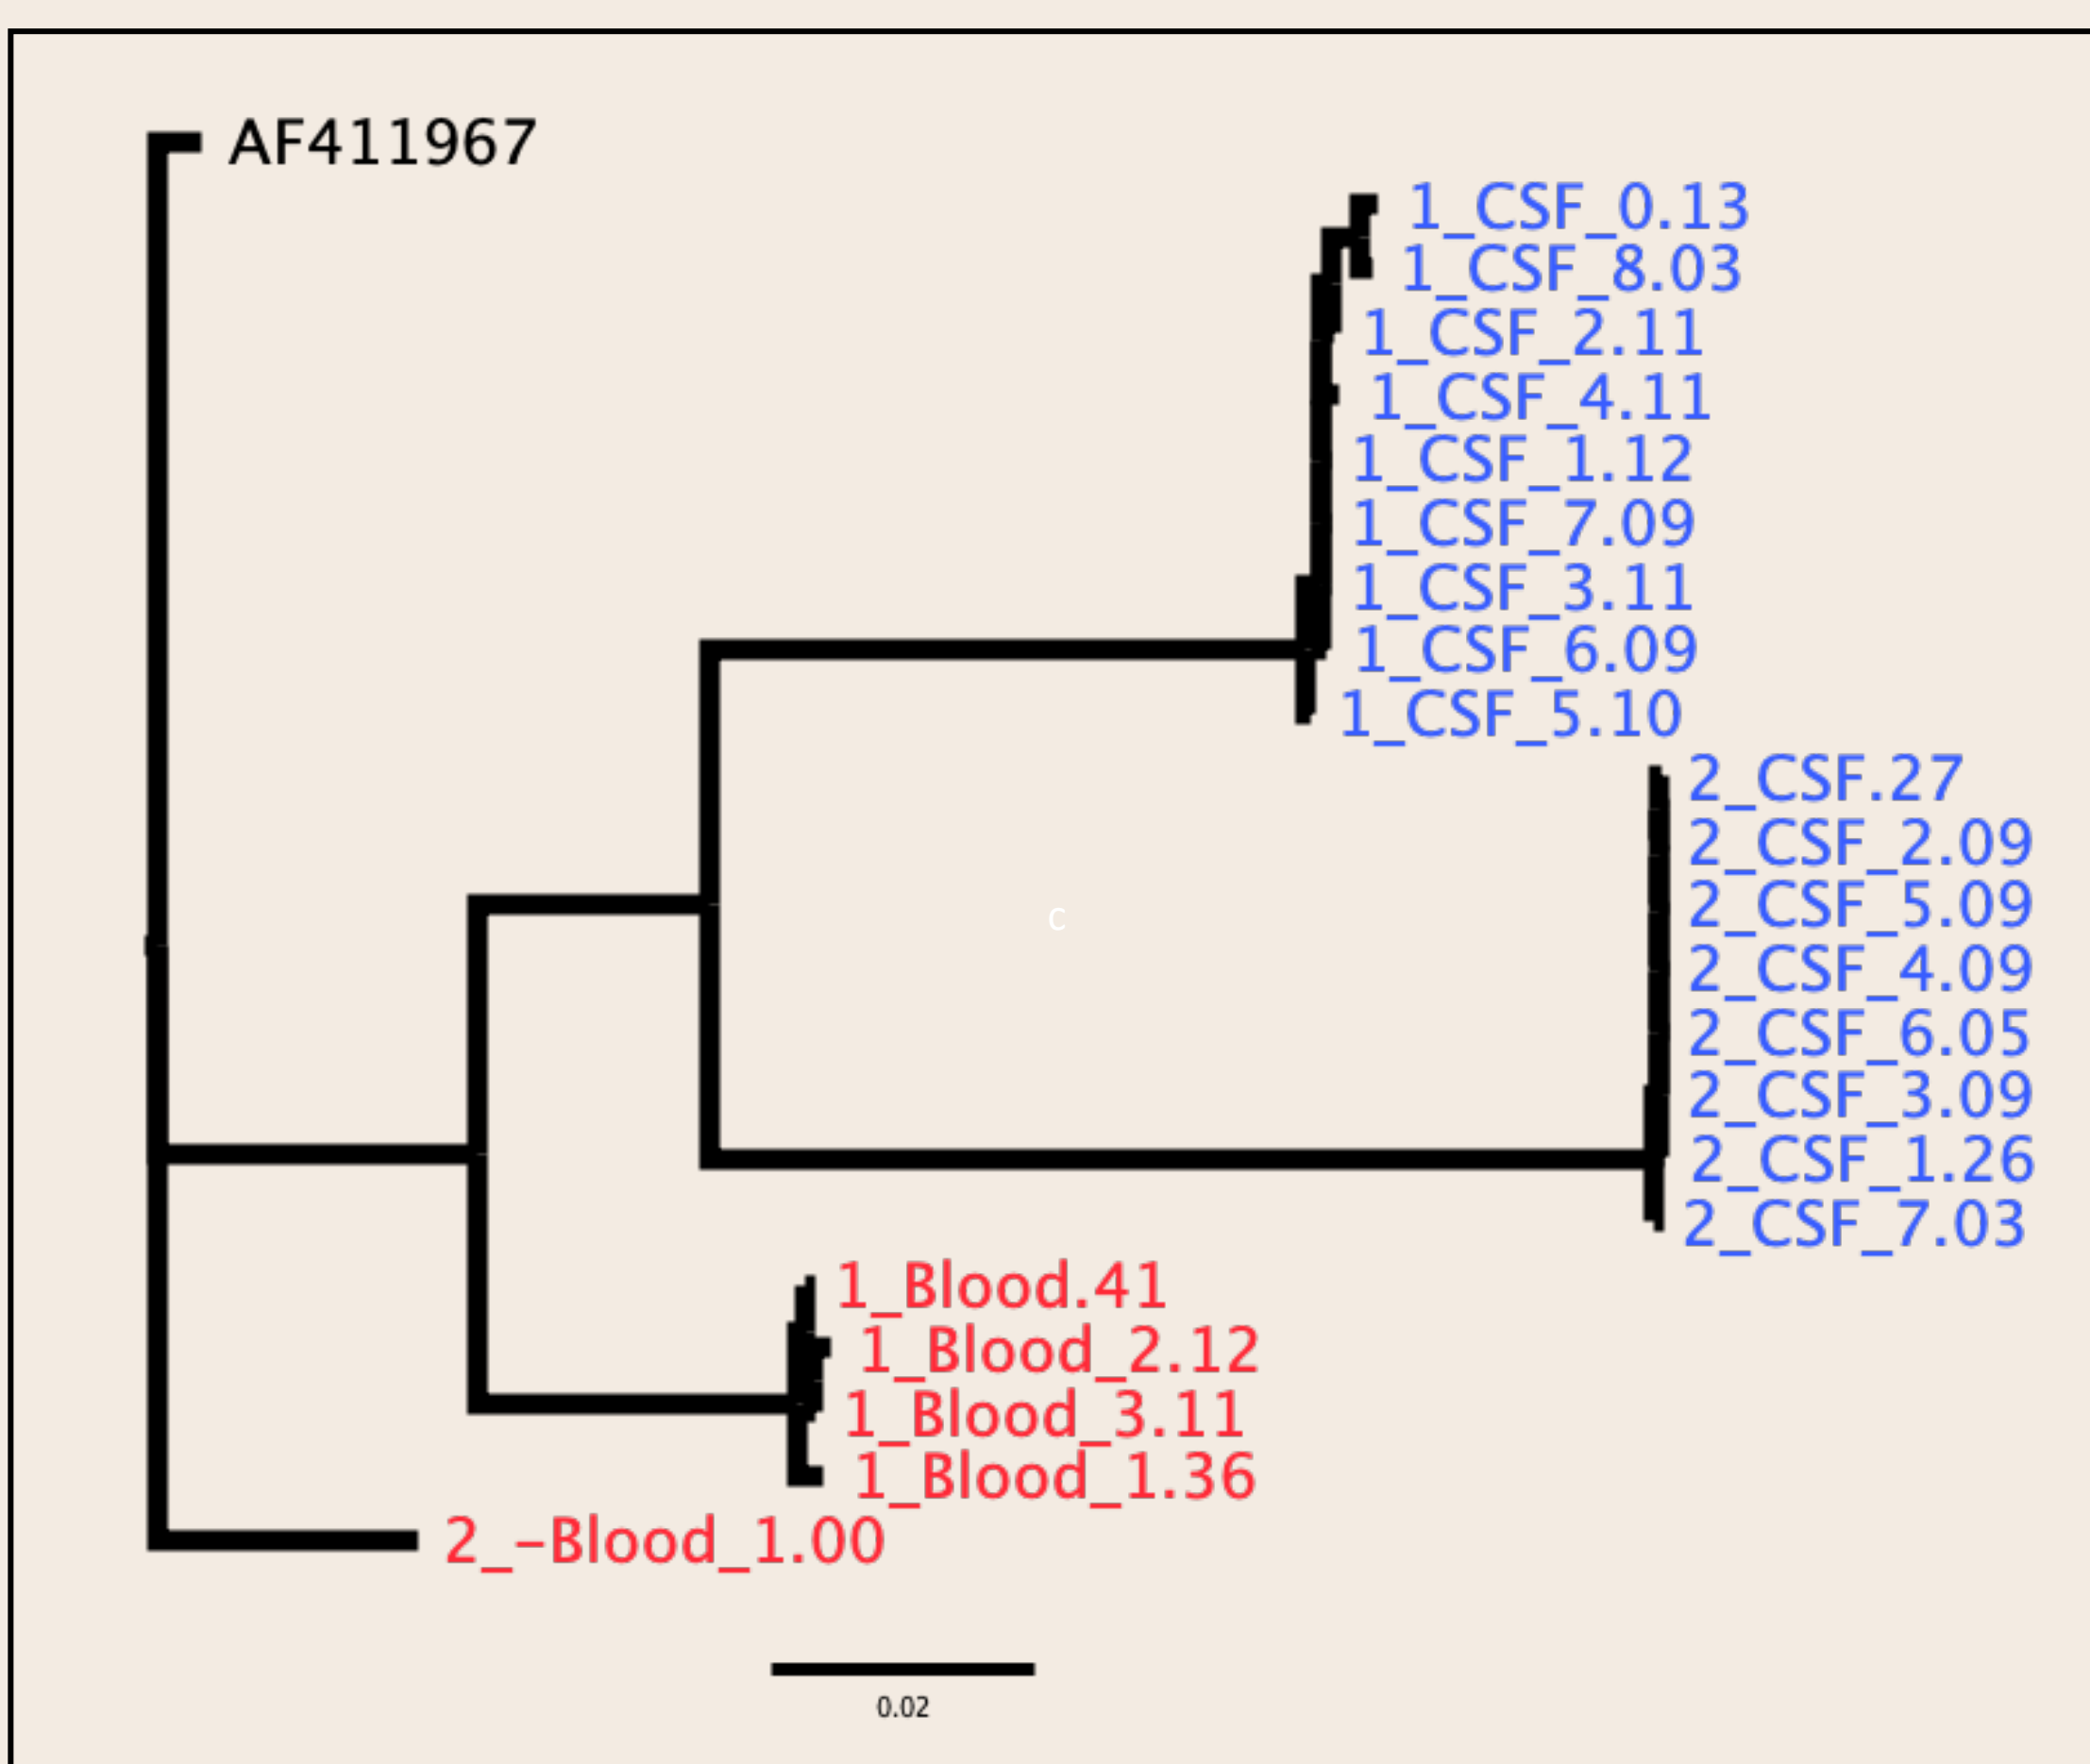 AF411967
1_CSF_0.13
1_CSF_8.03
1_CSF_2.11
1_CSF_4.11
1_CSF_1.12
1_CSF_7.09
1_CSF_3.11
1_CSF_6.09
1_CSF_5.10
2_CSF.27
2_CSF_2.09
2_CSF_5.09
c
2_CSF_4.09
2_CSF_6.05
2_CSF_3.09
2_CSF_1.26
2_CSF_7.03
1_Blood.41
1_Blood_2.12
1_Blood_3.11
1_Blood_1.36
2_-Blood_1.00
0.02